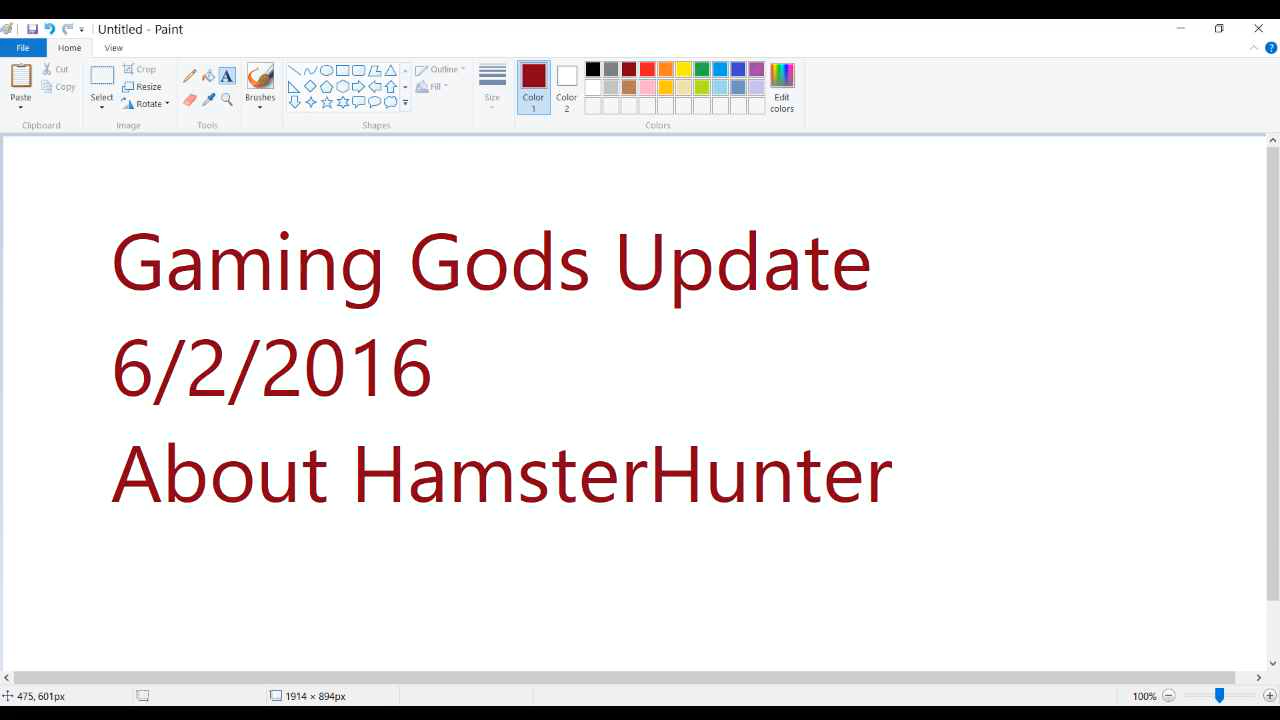 Untitled - Paint
File Home View
Paste
Cut
Copy
Clipboard
Select
Crop
Resize
Rotate
Image
A
Tools
Brushes
Outline
Fill
Shapes
Size
Color 1
Color 2
Edit colors
Colors
?
Gaming Gods Update
6/2/2016
About HamsterHunter
475, 601px
1914 × 894px
100%